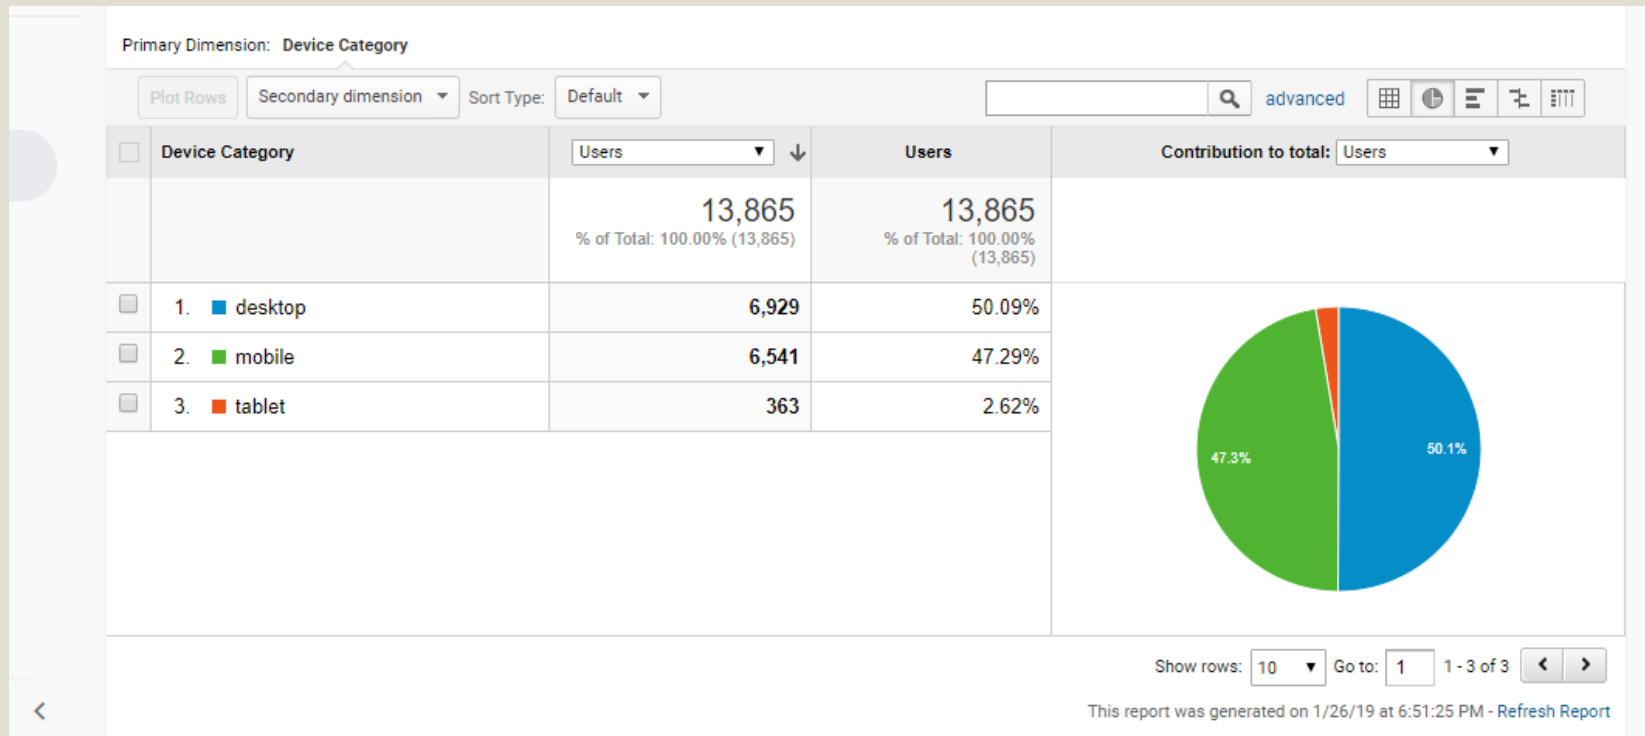 Primary Dimension: Device Category
Plot Rows Secondary dimension Sort Type: Default advanced
Device Category Users Users Contribution to total: Users
13,865 13,865
% of Total: 100.00% (13,865) % of Total: 100.00%
(13,865)
1. desktop 6,929 50.09%
2. mobile 6,541 47.29%
3. tablet 363 2.62%
47.3% 50.1%
Show rows: 10 Go to: 1 1 - 3 of 3
This report was generated on 1/26/19 at 6:51:25 PM - Refresh Report